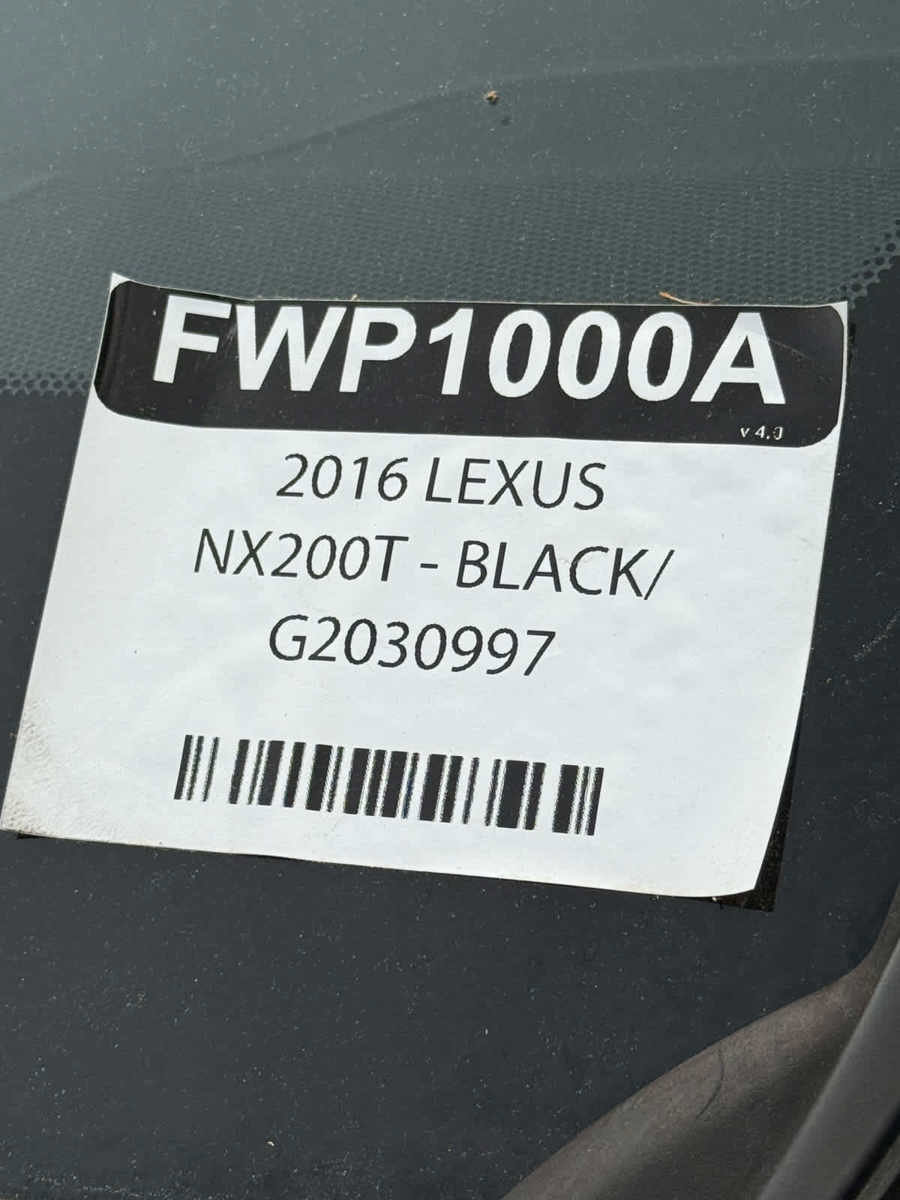 FWP1000A
v 4.0
2016 LEXUS
NX200T - BLACK/
G2030997